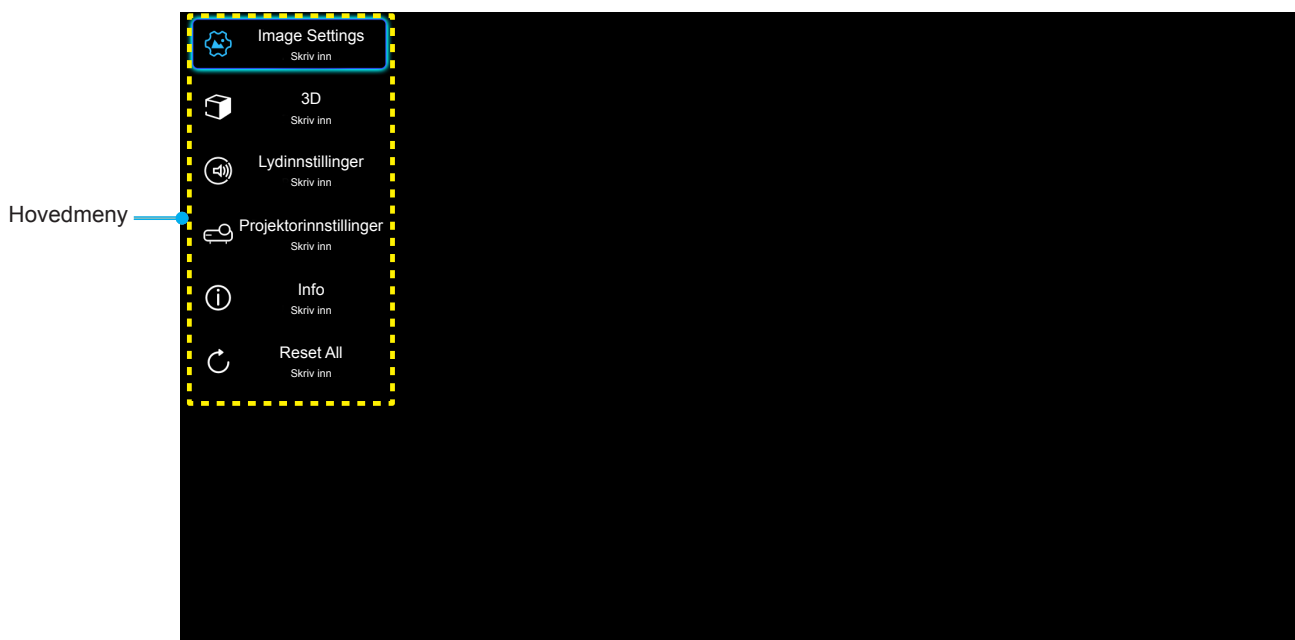 Image Settings
Skriv inn
3D
Skriv inn
Lydinnstillinger
Skriv inn
Hovedmeny
Projektorinnstillinger
Skriv inn
Info
Skriv inn
Reset All
Skriv inn